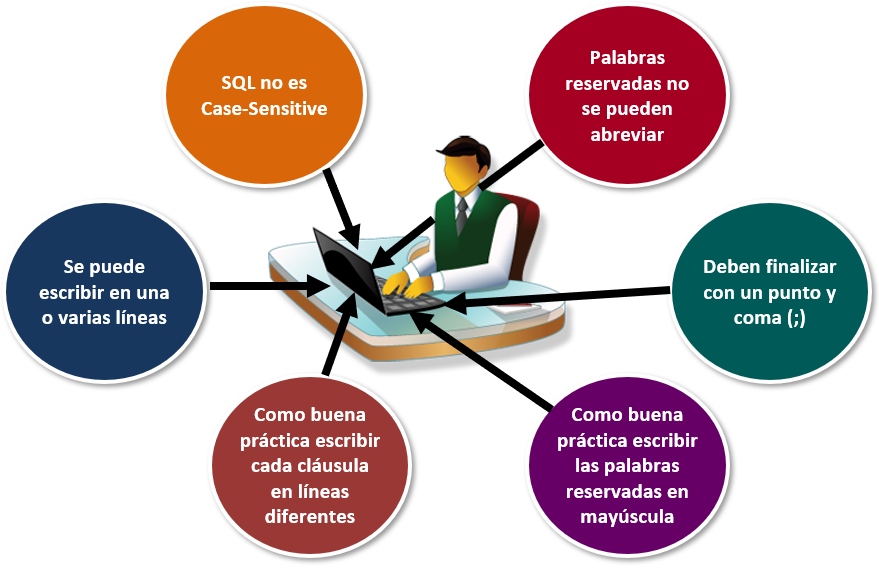 SQL no es
Case-Sensitive
Palabras
reservadas no
se pueden
abreviar
Se puede
escribir en una
o varias líneas
Deben finalizar
con un punto y
coma (;)
Como buena
práctica escribir
cada cláusula
en líneas
diferentes
Como buena
práctica escribir
las palabras
reservadas en
mayúscula